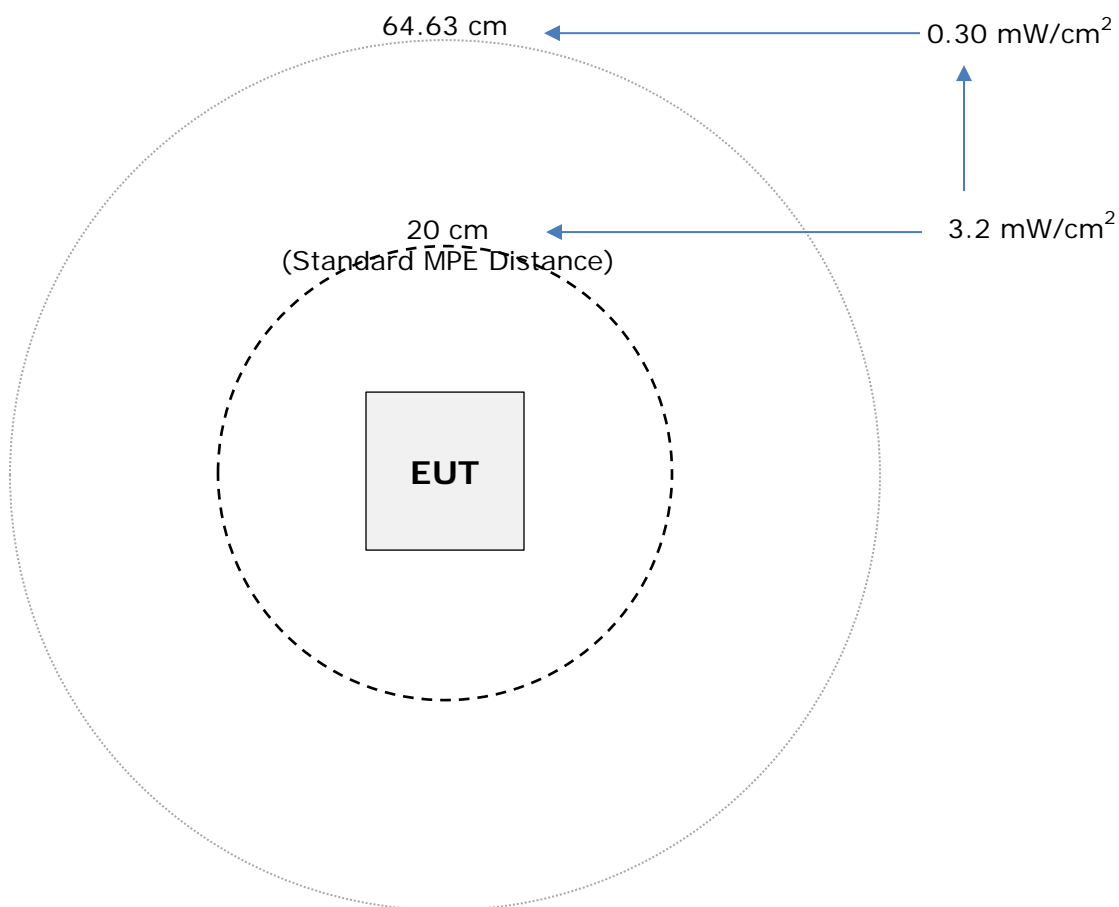 64.63 cm
0.30 mW/cm²
20 cm
3.2 mW/cm²
(Standard MPE Distance)
EUT